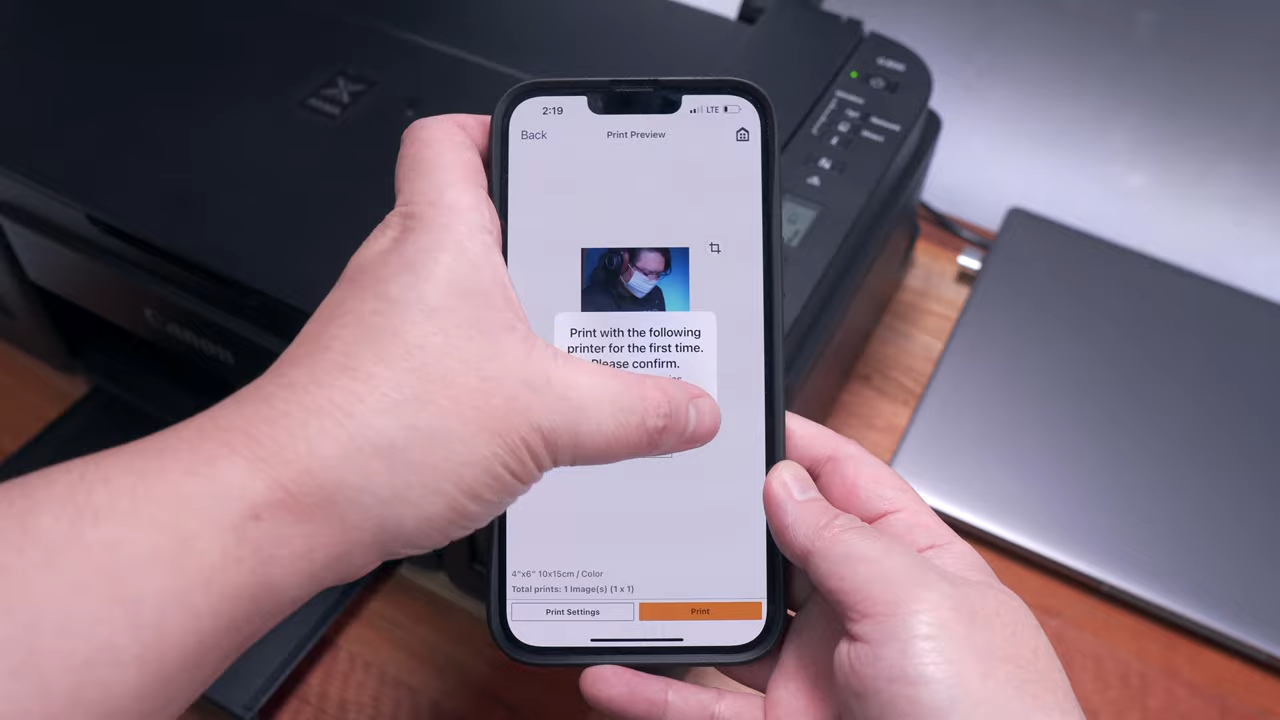 2:19
LTE
Back
Print Preview
Print with the following
printer for the first time.
Please confirm.
4"x6" 10x15cm / Color
Total prints: 1 Image(s) (1 x 1)
Print Settings
Print
Canon